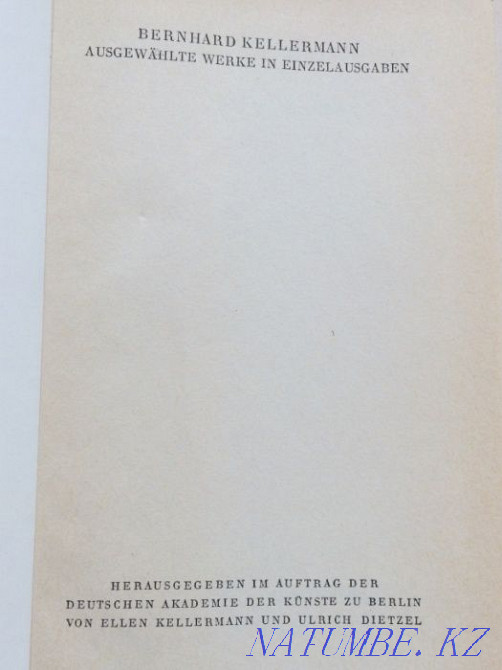 BERNHARD KELLERMANN
AUSGEWÄHLTE WERKE IN EINZELAUSGABEN
HERAUSGEGEBEN IM AUFTRAG DER
DEUTSCHEN AKADEMIE DER KÜNSTE ZU BERLIN
VON ELLEN KELLERMANN UND ULRICH DIETZEL
NATUMBE. KZ